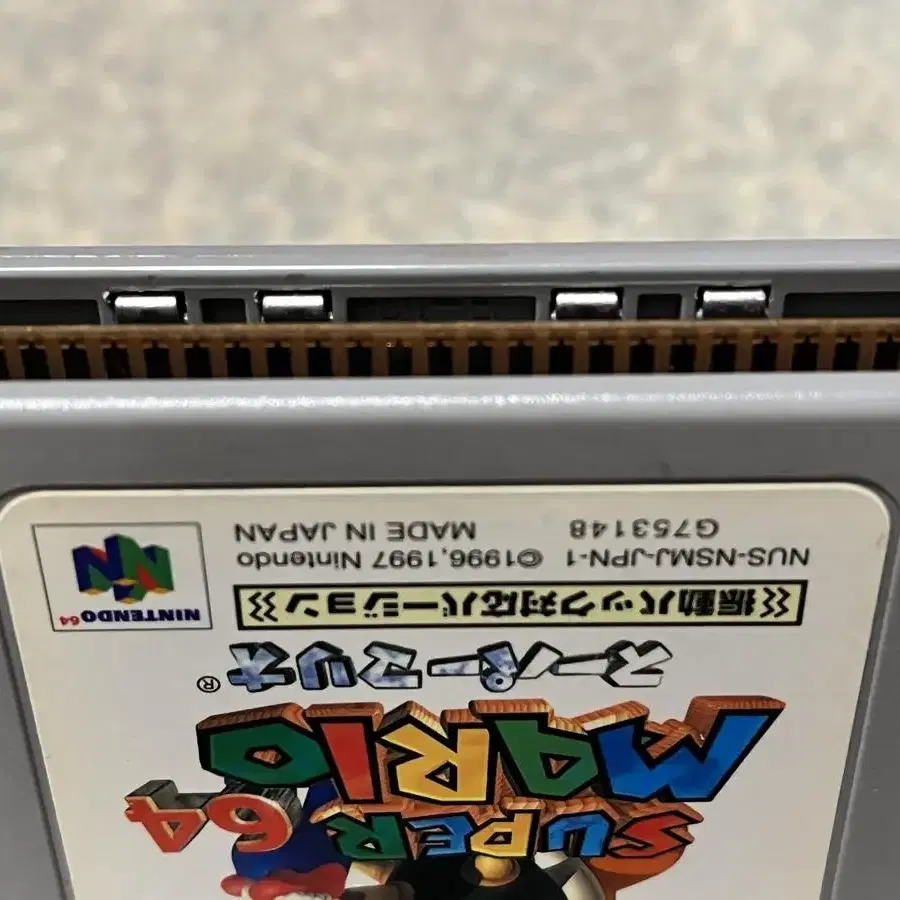 SUPER
MARIO
64
スーパーマリオ®
振動パック対応バージョン
NUS-NSMJ-JPN-1 ©1996,1997 Nintendo
G753148 MADE IN JAPAN
NINTENDO64